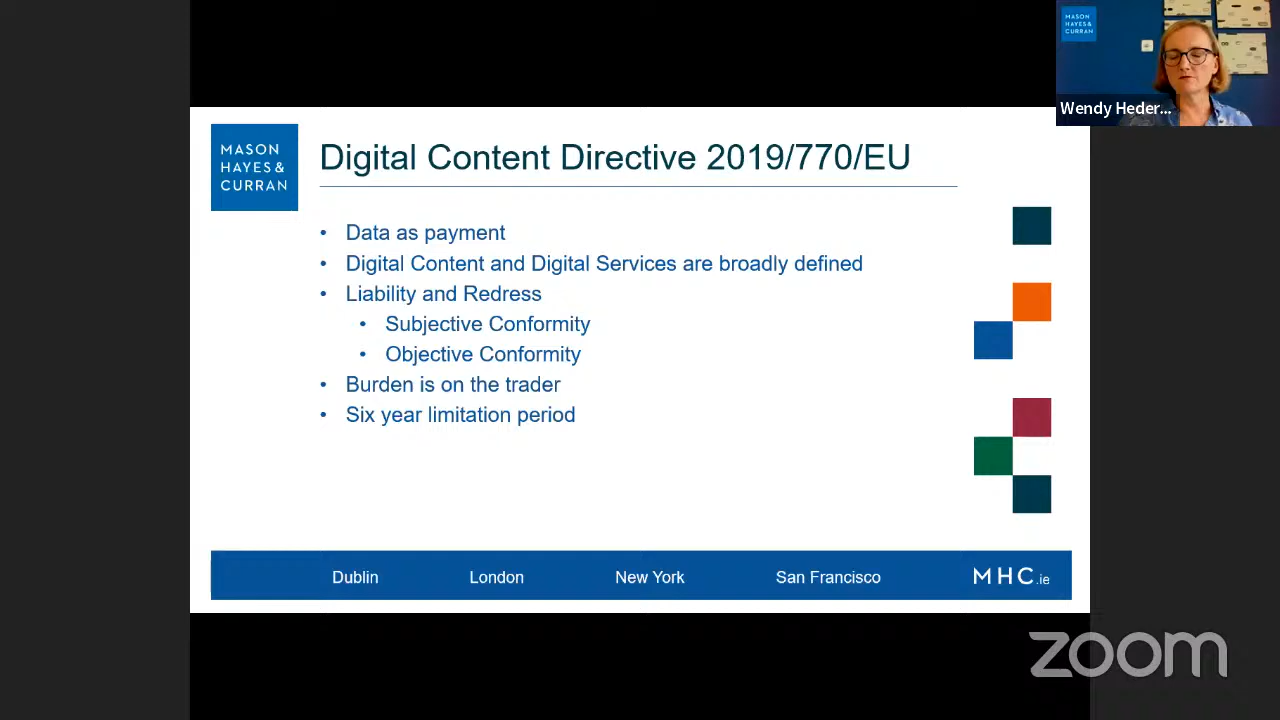 MASON
HAYES &
CURRAN
Wendy Heder...
MASON
HAYES &
CURRAN
Digital Content Directive 2019/770/EU
• Data as payment
• Digital Content and Digital Services are broadly defined
• Liability and Redress
• Subjective Conformity
• Objective Conformity
• Burden is on the trader
• Six year limitation period
Dublin London New York San Francisco MHC.ie
zoom